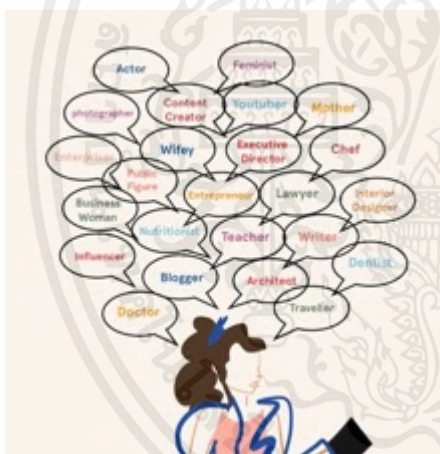 Actor
Feminist
photographer
Content
Creator
Youtuber
Mother
Enterpriser
Wifey
Executive
Director
Chef
Public
Figure
Entrepreneur
Lawyer
Interior
Designer
Business
Woman
Nutritionist
Teacher
Writer
Influencer
Blogger
Architect
Dentist
Doctor
Traveller